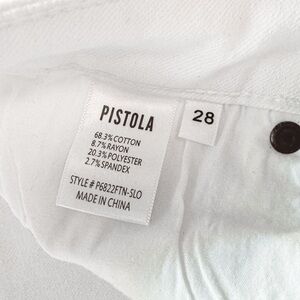 PISTOLA
68.3% COTTON
8.7% RAYON
20.3% POLYESTER
2.7% SPANDEX
STYLE # P6822FTN-SLO
MADE IN CHINA
28